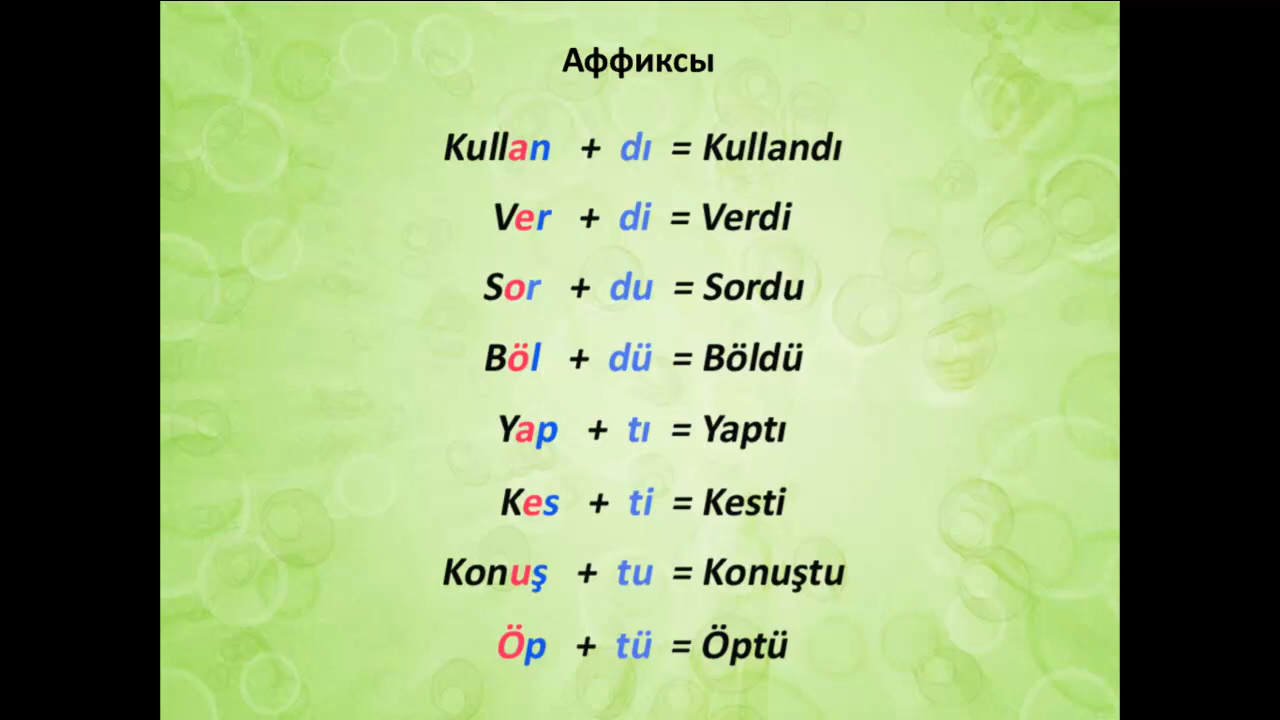 Аффиксы
Kullan + dı = Kullandı
Ver + di = Verdi
Sor + du = Sordu
Böl + dü = Böldü
Yap + tı = Yaptı
Kes + ti = Kesti
Konuş + tu = Konuştu
Öp + tü = Öptü